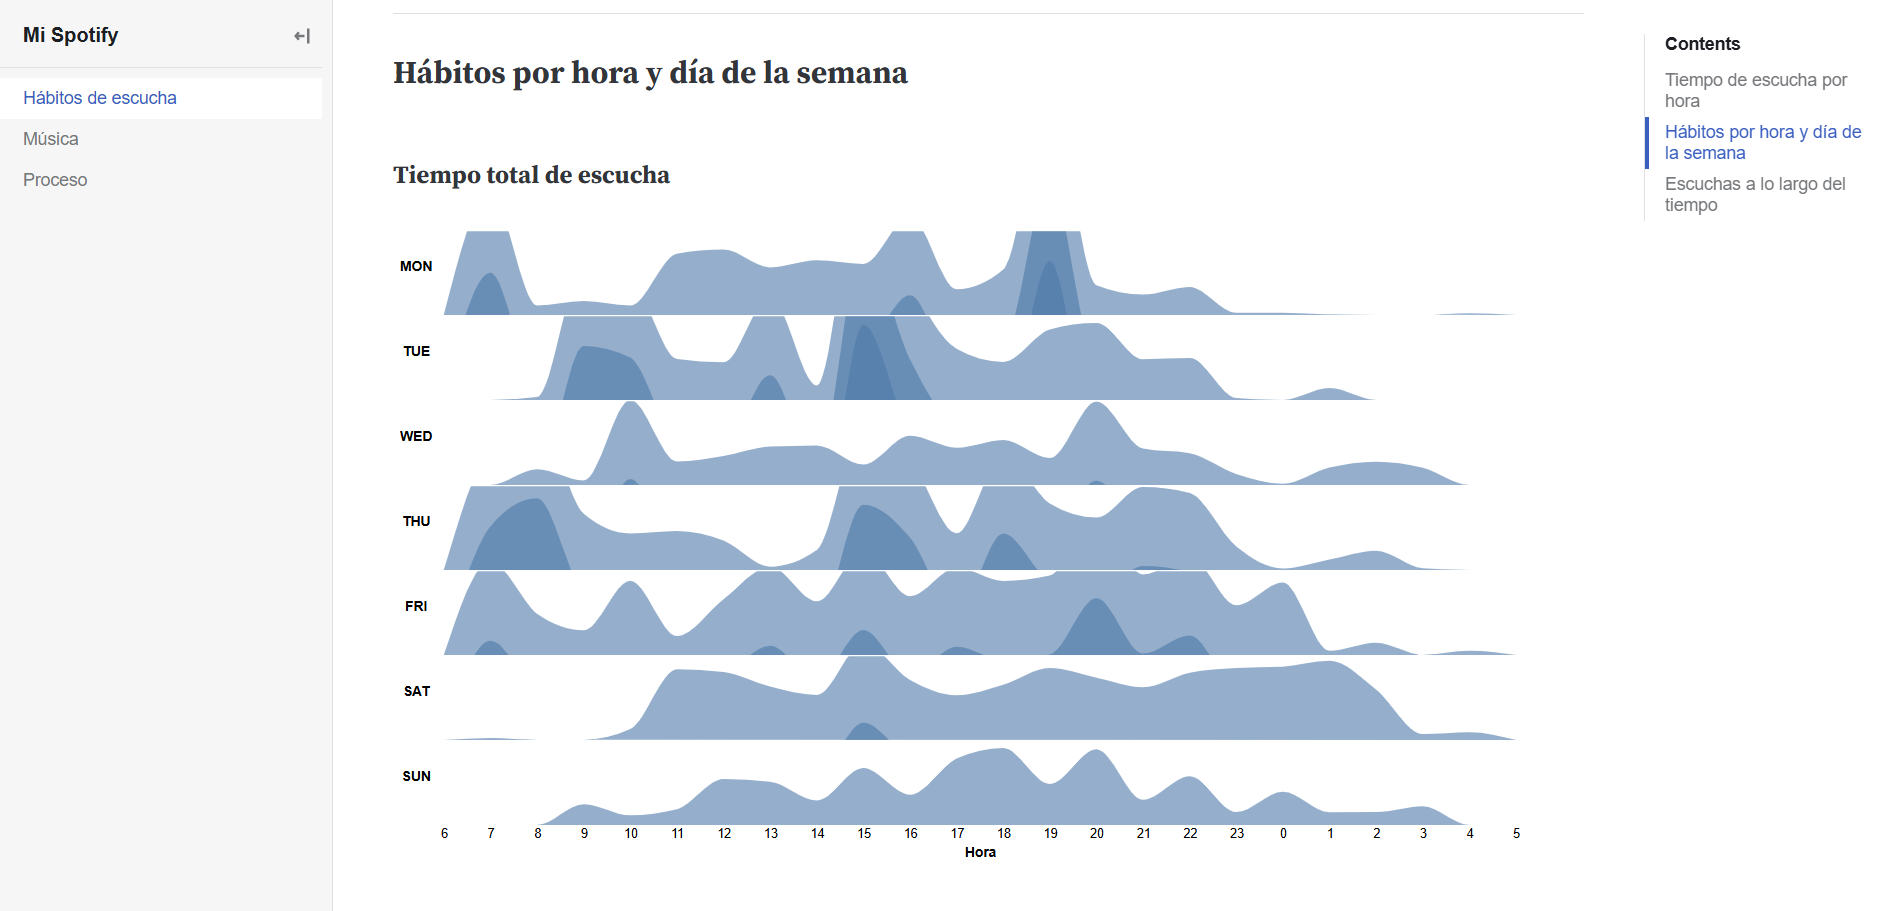 Mi Spotify
Hábitos de escucha
Música
Proceso
Hábitos por hora y día de la semana
Tiempo total de escucha
MON
TUE
WED
THU
FRI
SAT
SUN
6 7 8 9 10 11 12 13 14 15 16 17 18 19 20 21 22 23 0 1 2 3 4 5
Hora
Contents
Tiempo de escucha por
hora
Hábitos por hora y día de
la semana
Escuchas a lo largo del
tiempo